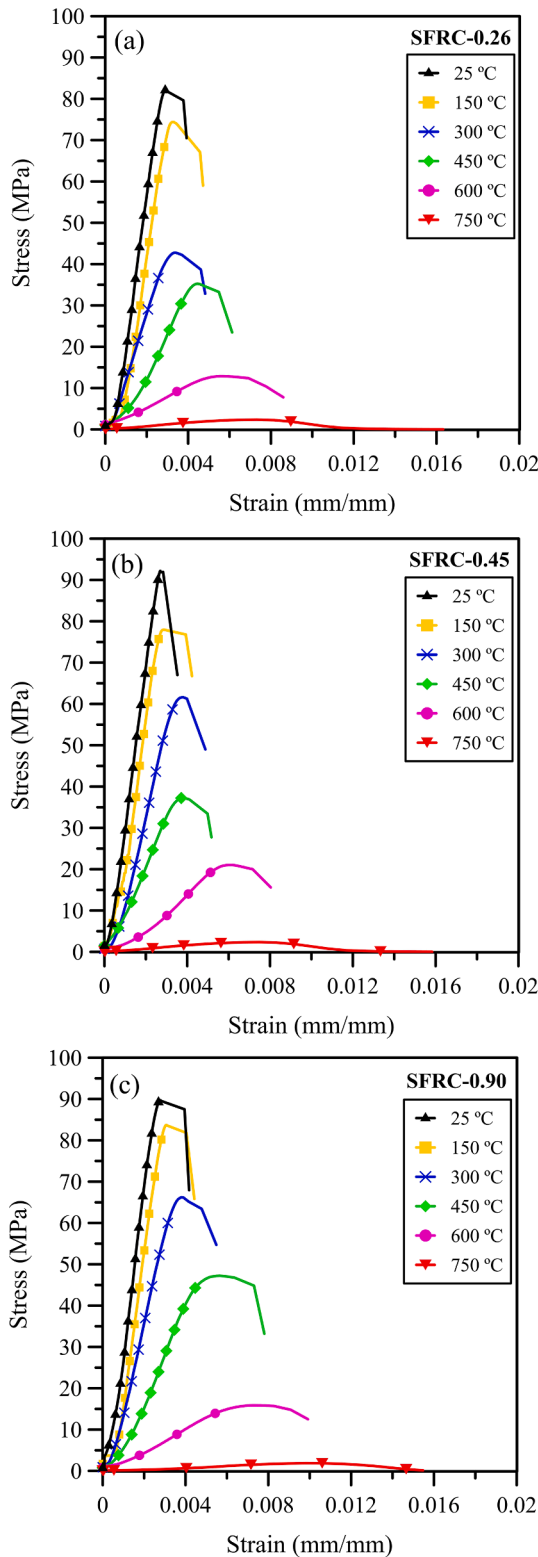 (a)
SFRC-0.26
25 ºC
150 ºC
300 ºC
450 ºC
600 ºC
750 ºC
100
90
80
70
60
50
40
30
20
10
0
Stress (MPa)
0
0.004
0.008
0.012
0.016
0.02
Strain (mm/mm)
(b)
SFRC-0.45
25 ºC
150 ºC
300 ºC
450 ºC
600 ºC
750 ºC
100
90
80
70
60
50
40
30
20
10
0
Stress (MPa)
0
0.004
0.008
0.012
0.016
0.02
Strain (mm/mm)
(c)
SFRC-0.90
25 ºC
150 ºC
300 ºC
450 ºC
600 ºC
750 ºC
100
90
80
70
60
50
40
30
20
10
0
Stress (MPa)
0
0.004
0.008
0.012
0.016
0.02
Strain (mm/mm)